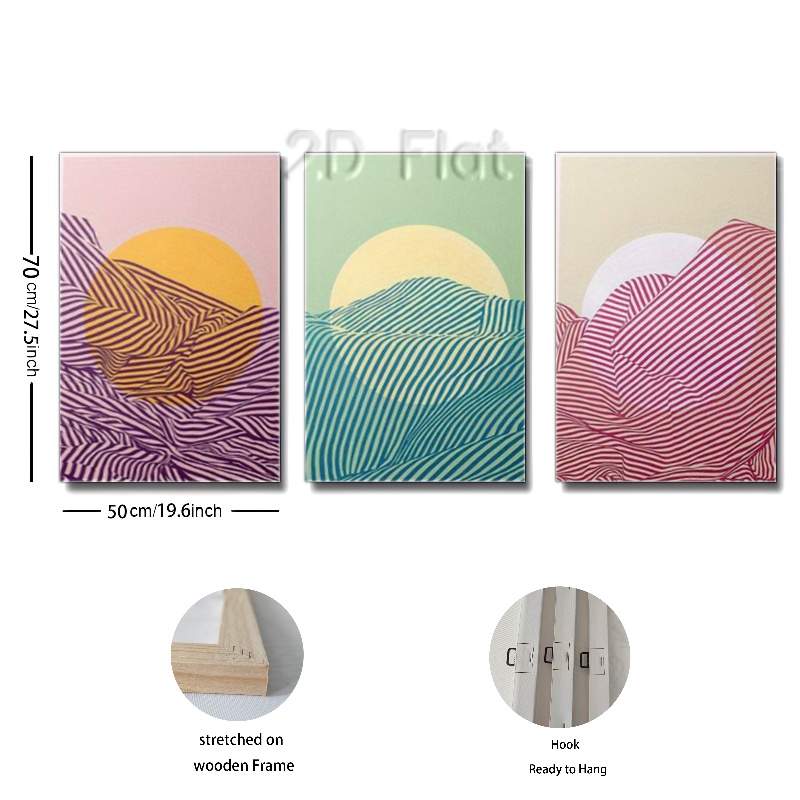 2D Flat
70 cm/27.5inch
50 cm/19.6inch
stretched on
wooden Frame
Hook
Ready to Hang